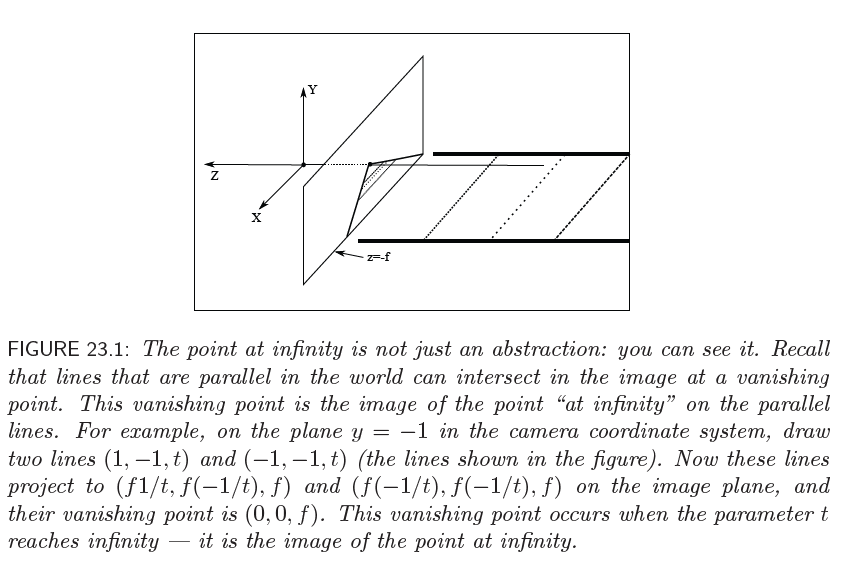 Y
Z
X
z=-f
FIGURE 23.1: The point at infinity is not just an abstraction: you can see it. Recall
that lines that are parallel in the world can intersect in the image at a vanishing
point. This vanishing point is the image of the point “at infinity” on the parallel
lines. For example, on the plane y = −1 in the camera coordinate system, draw
two lines (1, −1, t) and (−1, −1, t) (the lines shown in the figure). Now these lines
project to (f1/t, f(−1/t), f) and (f(−1/t), f(−1/t), f) on the image plane, and
their vanishing point is (0, 0, f). This vanishing point occurs when the parameter t
reaches infinity — it is the image of the point at infinity.